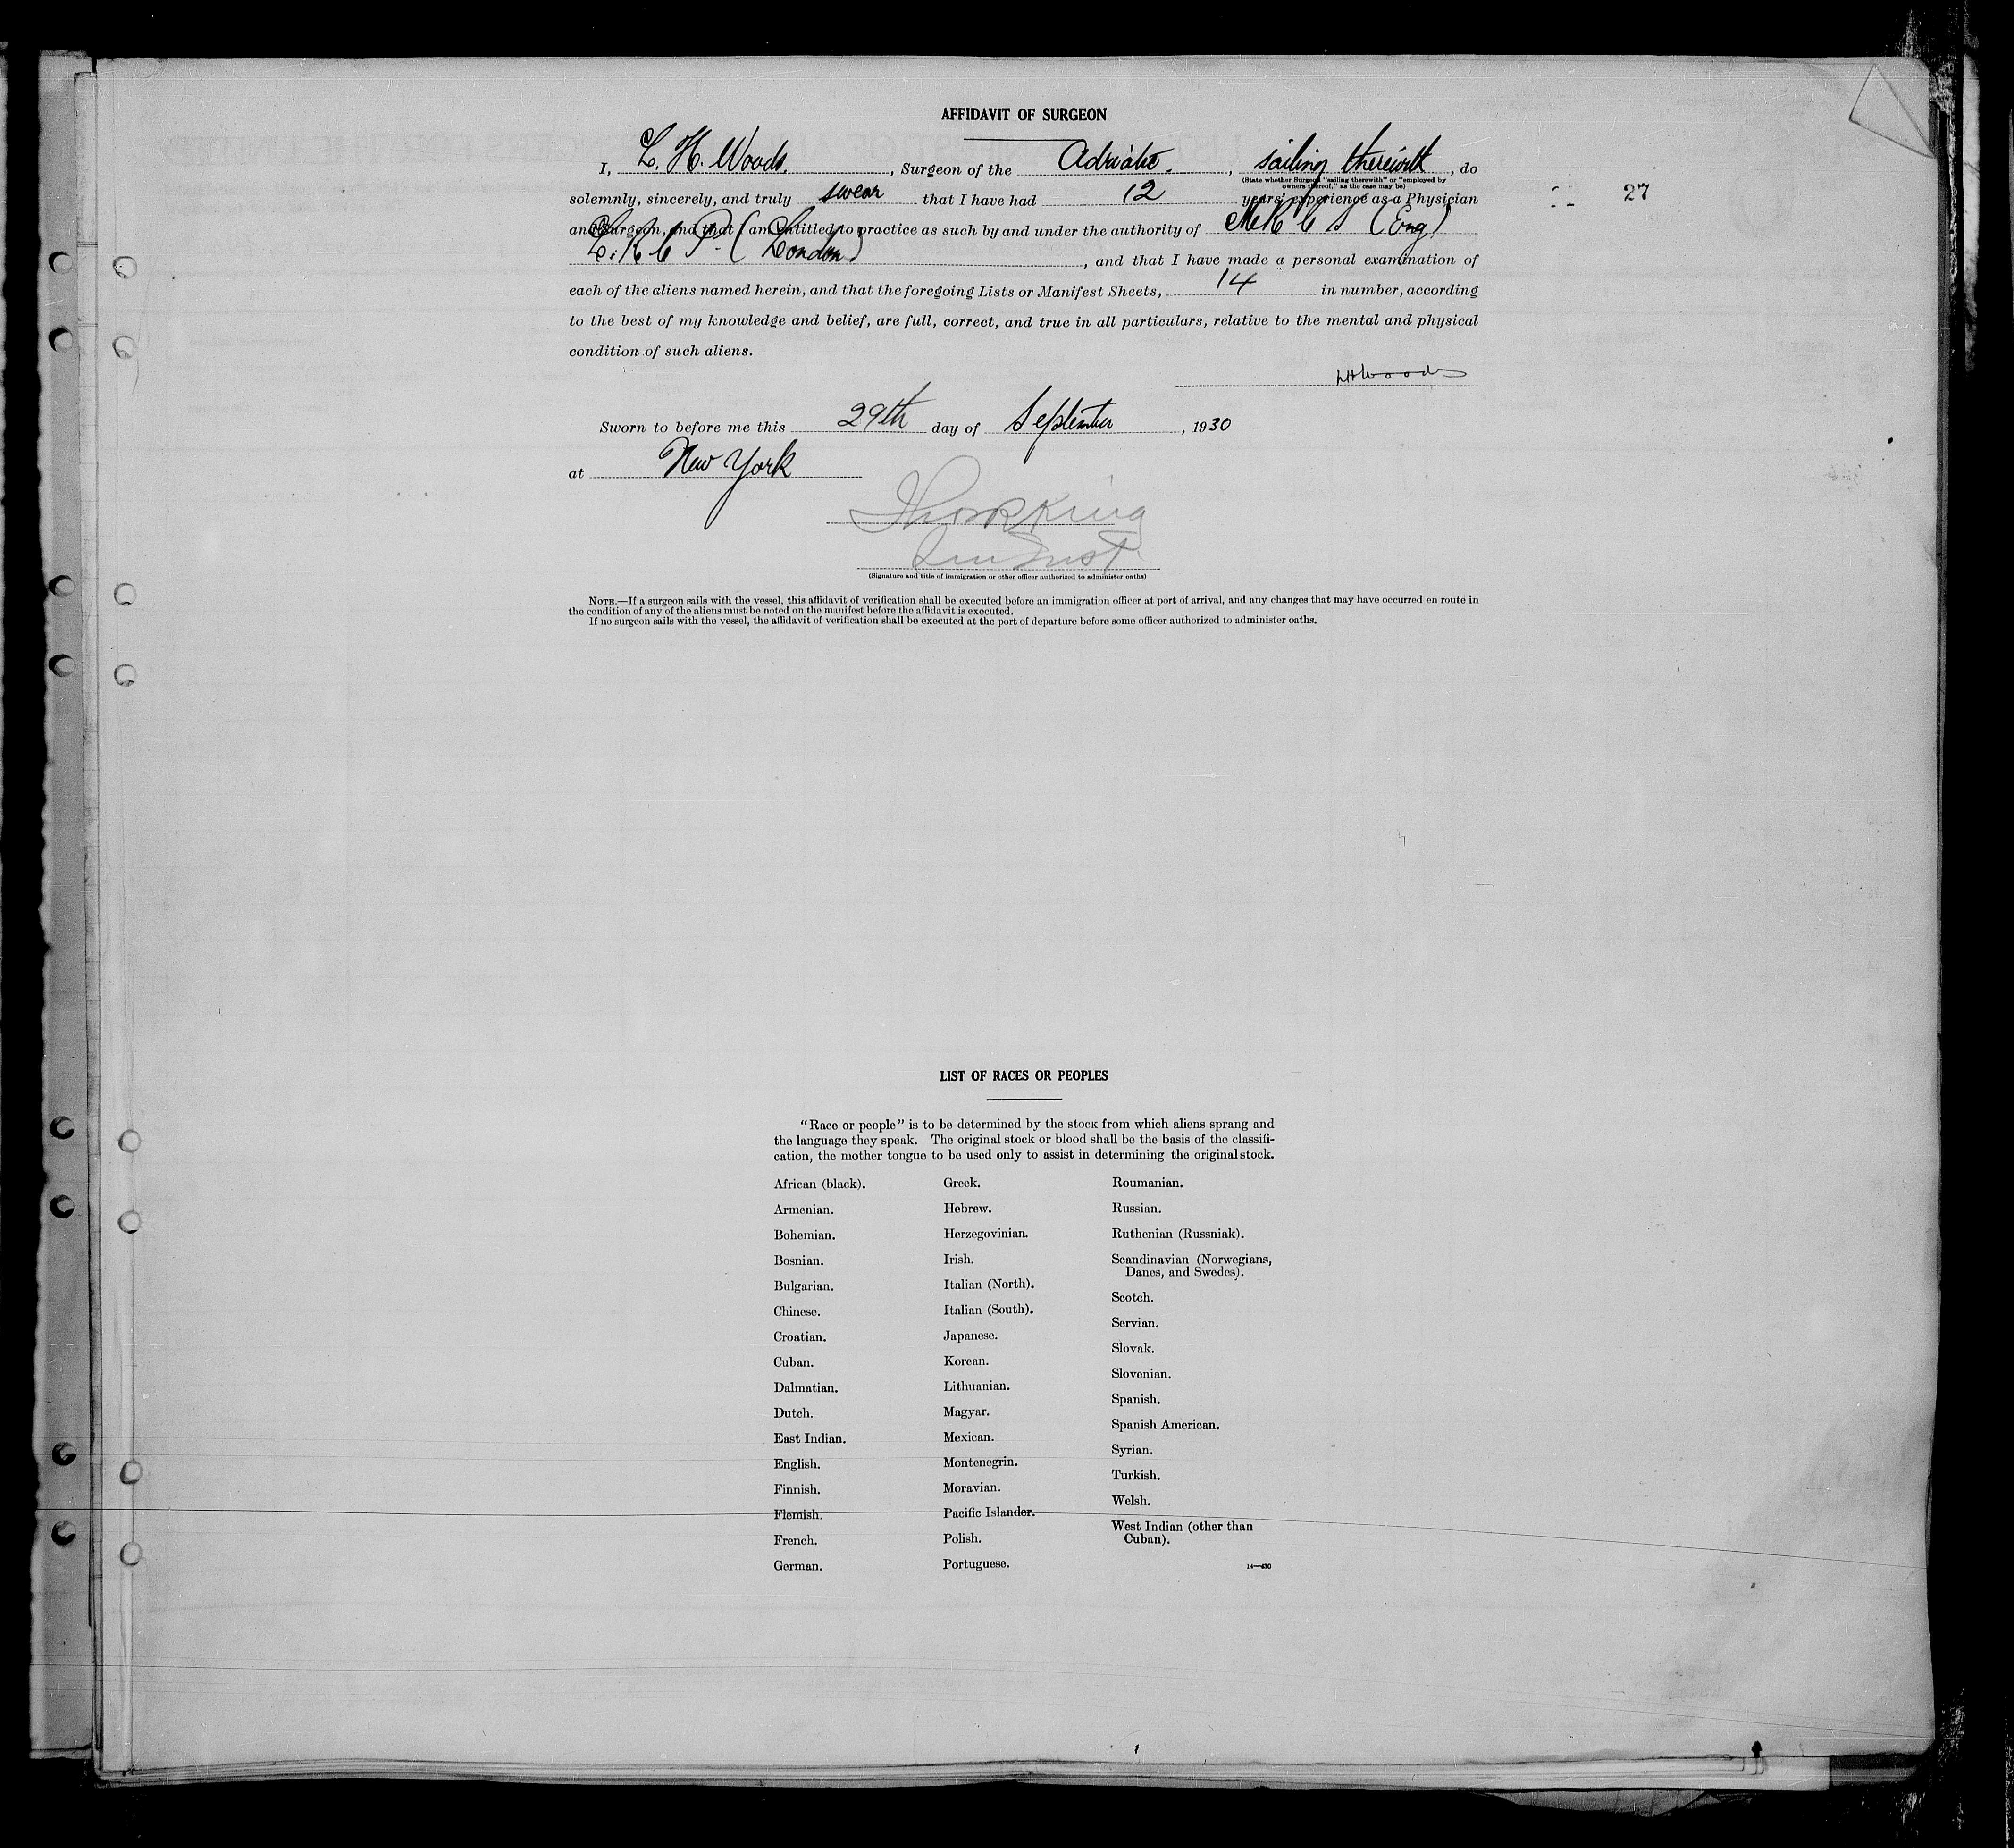 AFFIDAVIT OF SURGEON
I, L. H. Woods. , Surgeon of the Adriatic. , sailing therewith , do
(State whether Surgeon "sailing therewith" or "employed by
owners thereof," as the case may be)
solemnly, sincerely, and truly swear that I have had 12 years' experience as a Physician
27
and Surgeon, and that I am entitled to practice as such by and under the authority of M.R.C.S (Eng)
L.R.C.P. (London) , and that I have made a personal examination of
each of the aliens named herein, and that the foregoing Lists or Manifest Sheets, 14 in number, according
to the best of my knowledge and belief, are full, correct, and true in all particulars, relative to the mental and physical
condition of such aliens.
LHWoods
Sworn to before me this 29th day of September , 1930
at New York
King
(Signature and title of immigration or other officer authorized to administer oaths)
NOTE.—If a surgeon sails with the vessel, this affidavit of verification shall be executed before an immigration officer at port of arrival, and any changes that may have occurred en route in
the condition of any of the aliens must be noted on the manifest before the affidavit is executed.
If no surgeon sails with the vessel, the affidavit of verification shall be executed at the port of departure before some officer authorized to administer oaths.
LIST OF RACES OR PEOPLES
"Race or people" is to be determined by the stock from which aliens sprang and
the language they speak. The original stock or blood shall be the basis of the classifi-
cation, the mother tongue to be used only to assist in determining the original stock.
African (black).
Armenian.
Bohemian.
Bosnian.
Bulgarian.
Chinese.
Croatian.
Cuban.
Dalmatian.
Dutch.
East Indian.
English.
Finnish.
Flemish.
French.
German.
Greek.
Hebrew.
Herzegovinian.
Irish.
Italian (North).
Italian (South).
Japanese.
Korean.
Lithuanian.
Magyar.
Mexican.
Montenegrin.
Moravian.
Pacific Islander.
Polish.
Portuguese.
Roumanian.
Russian.
Ruthenian (Russniak).
Scandinavian (Norwegians,
Danes, and Swedes).
Scotch.
Servian.
Slovak.
Slovenian.
Spanish.
Spanish American.
Syrian.
Turkish.
Welsh.
West Indian (other than
Cuban).
14—430